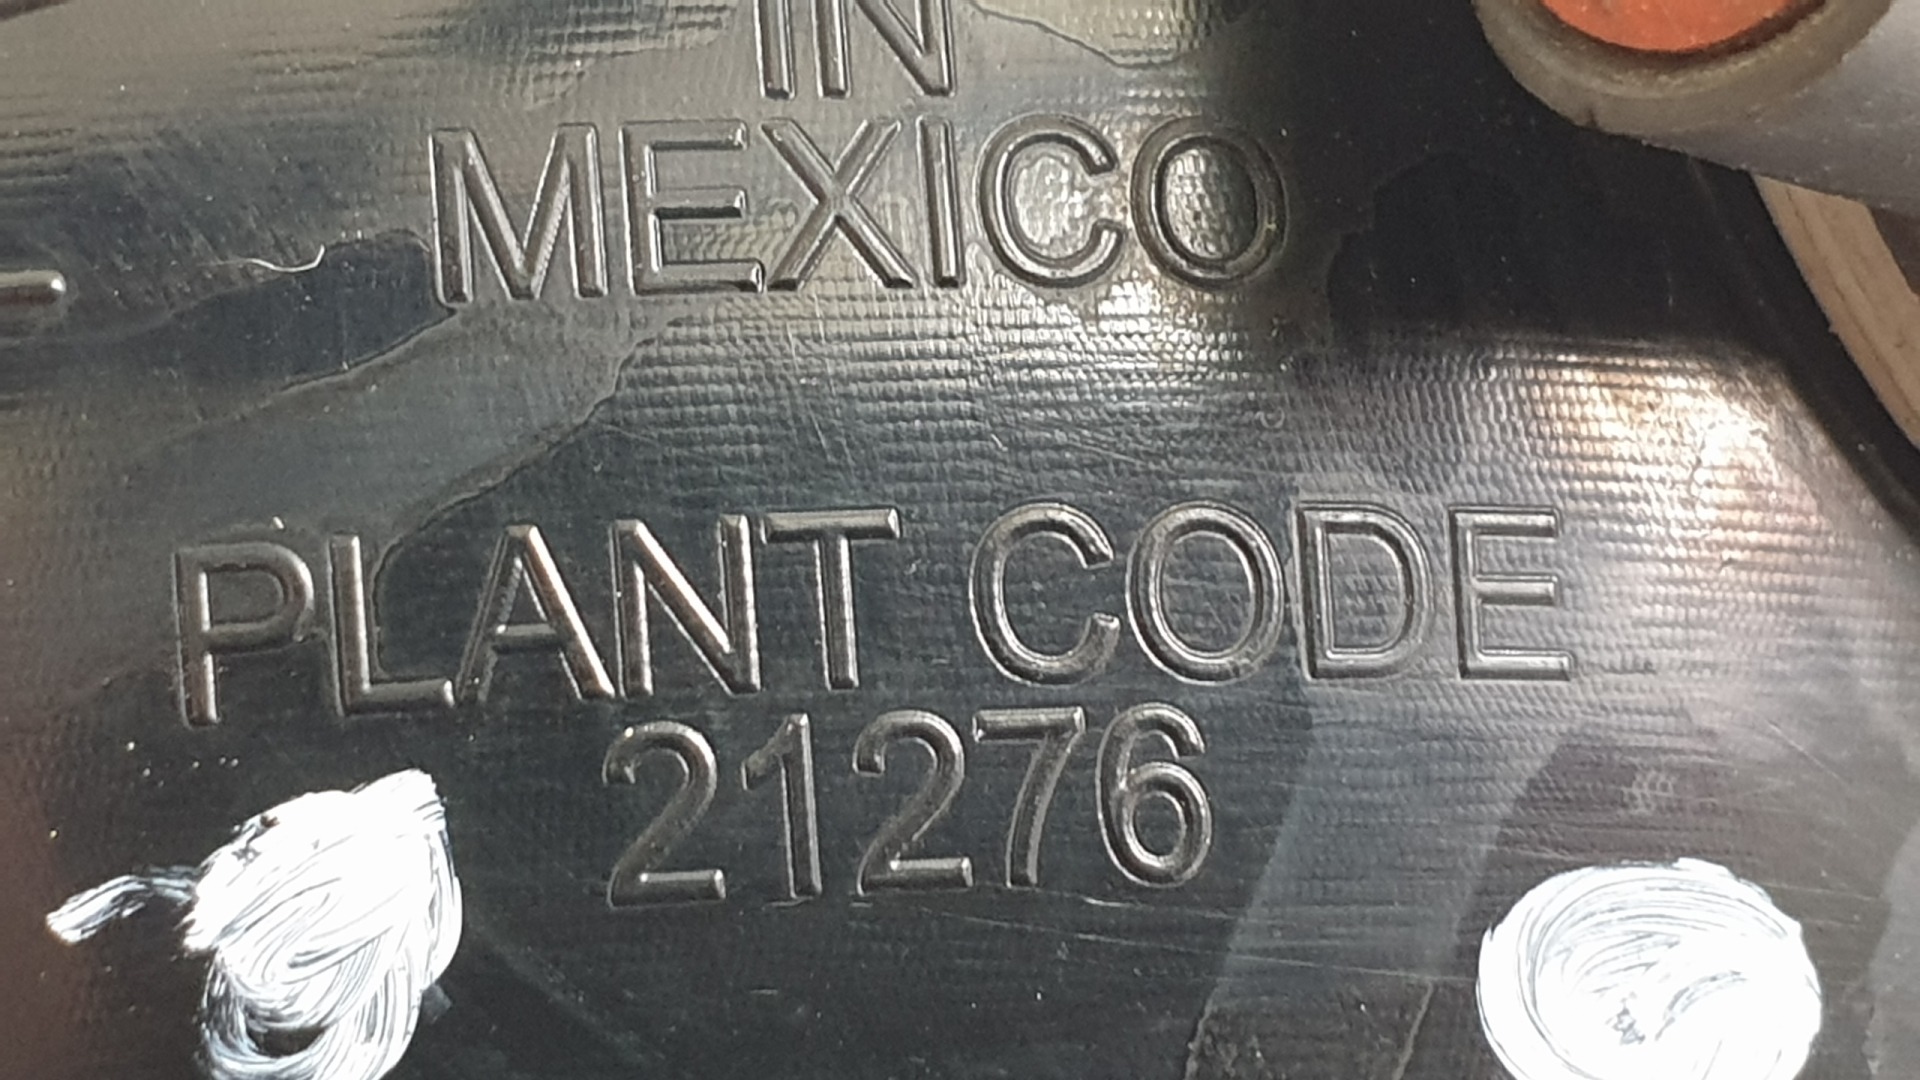 IN
MEXICO
PLANT CODE
21276